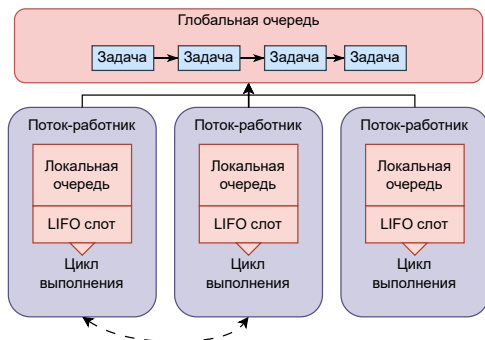 Глобальная очередь
Задача Задача Задача Задача
Поток-работник Поток-работник Поток-работник
Локальная Локальная Локальная
очередь очередь очередь
LIFO слот LIFO слот LIFO слот
Цикл Цикл Цикл
выполнения выполнения выполнения